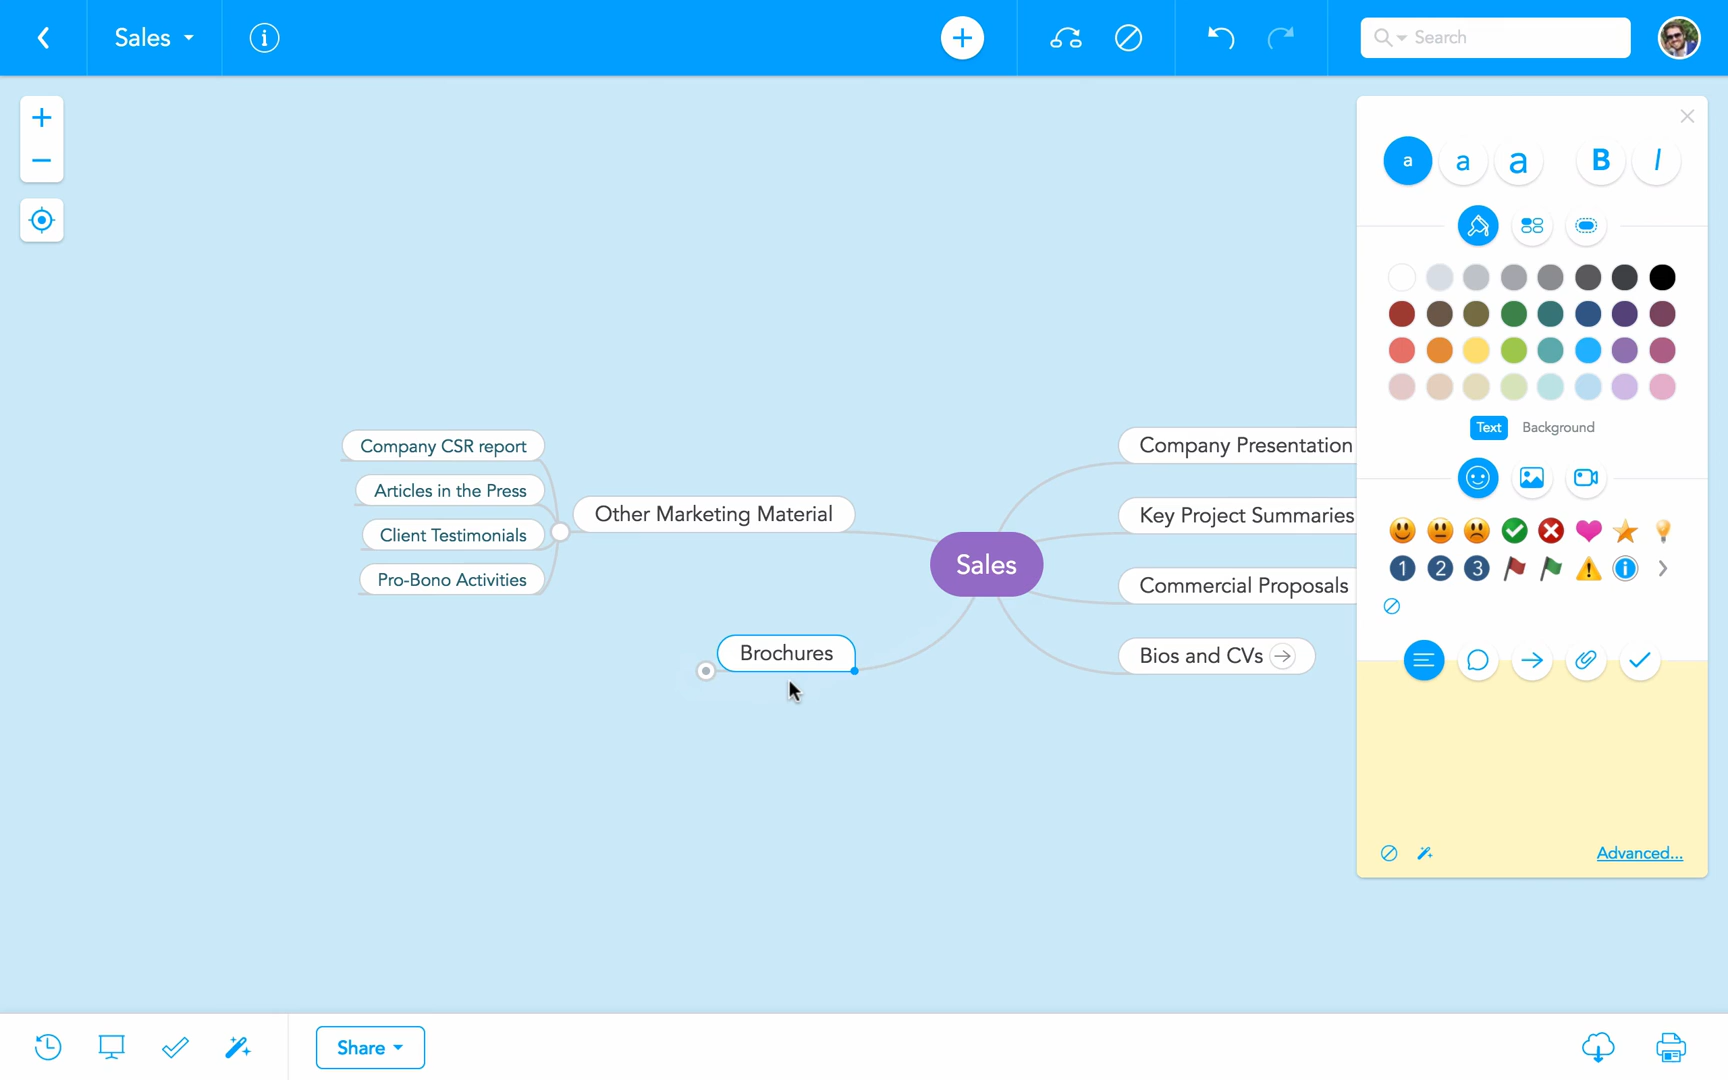 Sales
Search
a a a B I
Text Background
1 2 3
Advanced...
Company CSR report
Articles in the Press
Client Testimonials
Pro-Bono Activities
Other Marketing Material
Brochures
Sales
Company Presentation
Key Project Summaries
Commercial Proposals
Bios and CVs
Share